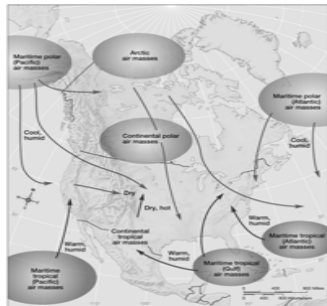 Maritime polar
(Pacific)
air masses
Arctic
air masses
Maritime polar
(Atlantic)
air masses
Continental polar
air masses
Cool,
humid
Cool,
humid
Dry
Dry, hot
Continental
tropical
air masses
Warm,
humid
Warm,
humid
Warm,
humid
Maritime tropical
(Atlantic)
air masses
Maritime
tropical
(Pacific)
air masses
Maritime tropical
(Gulf)
air masses